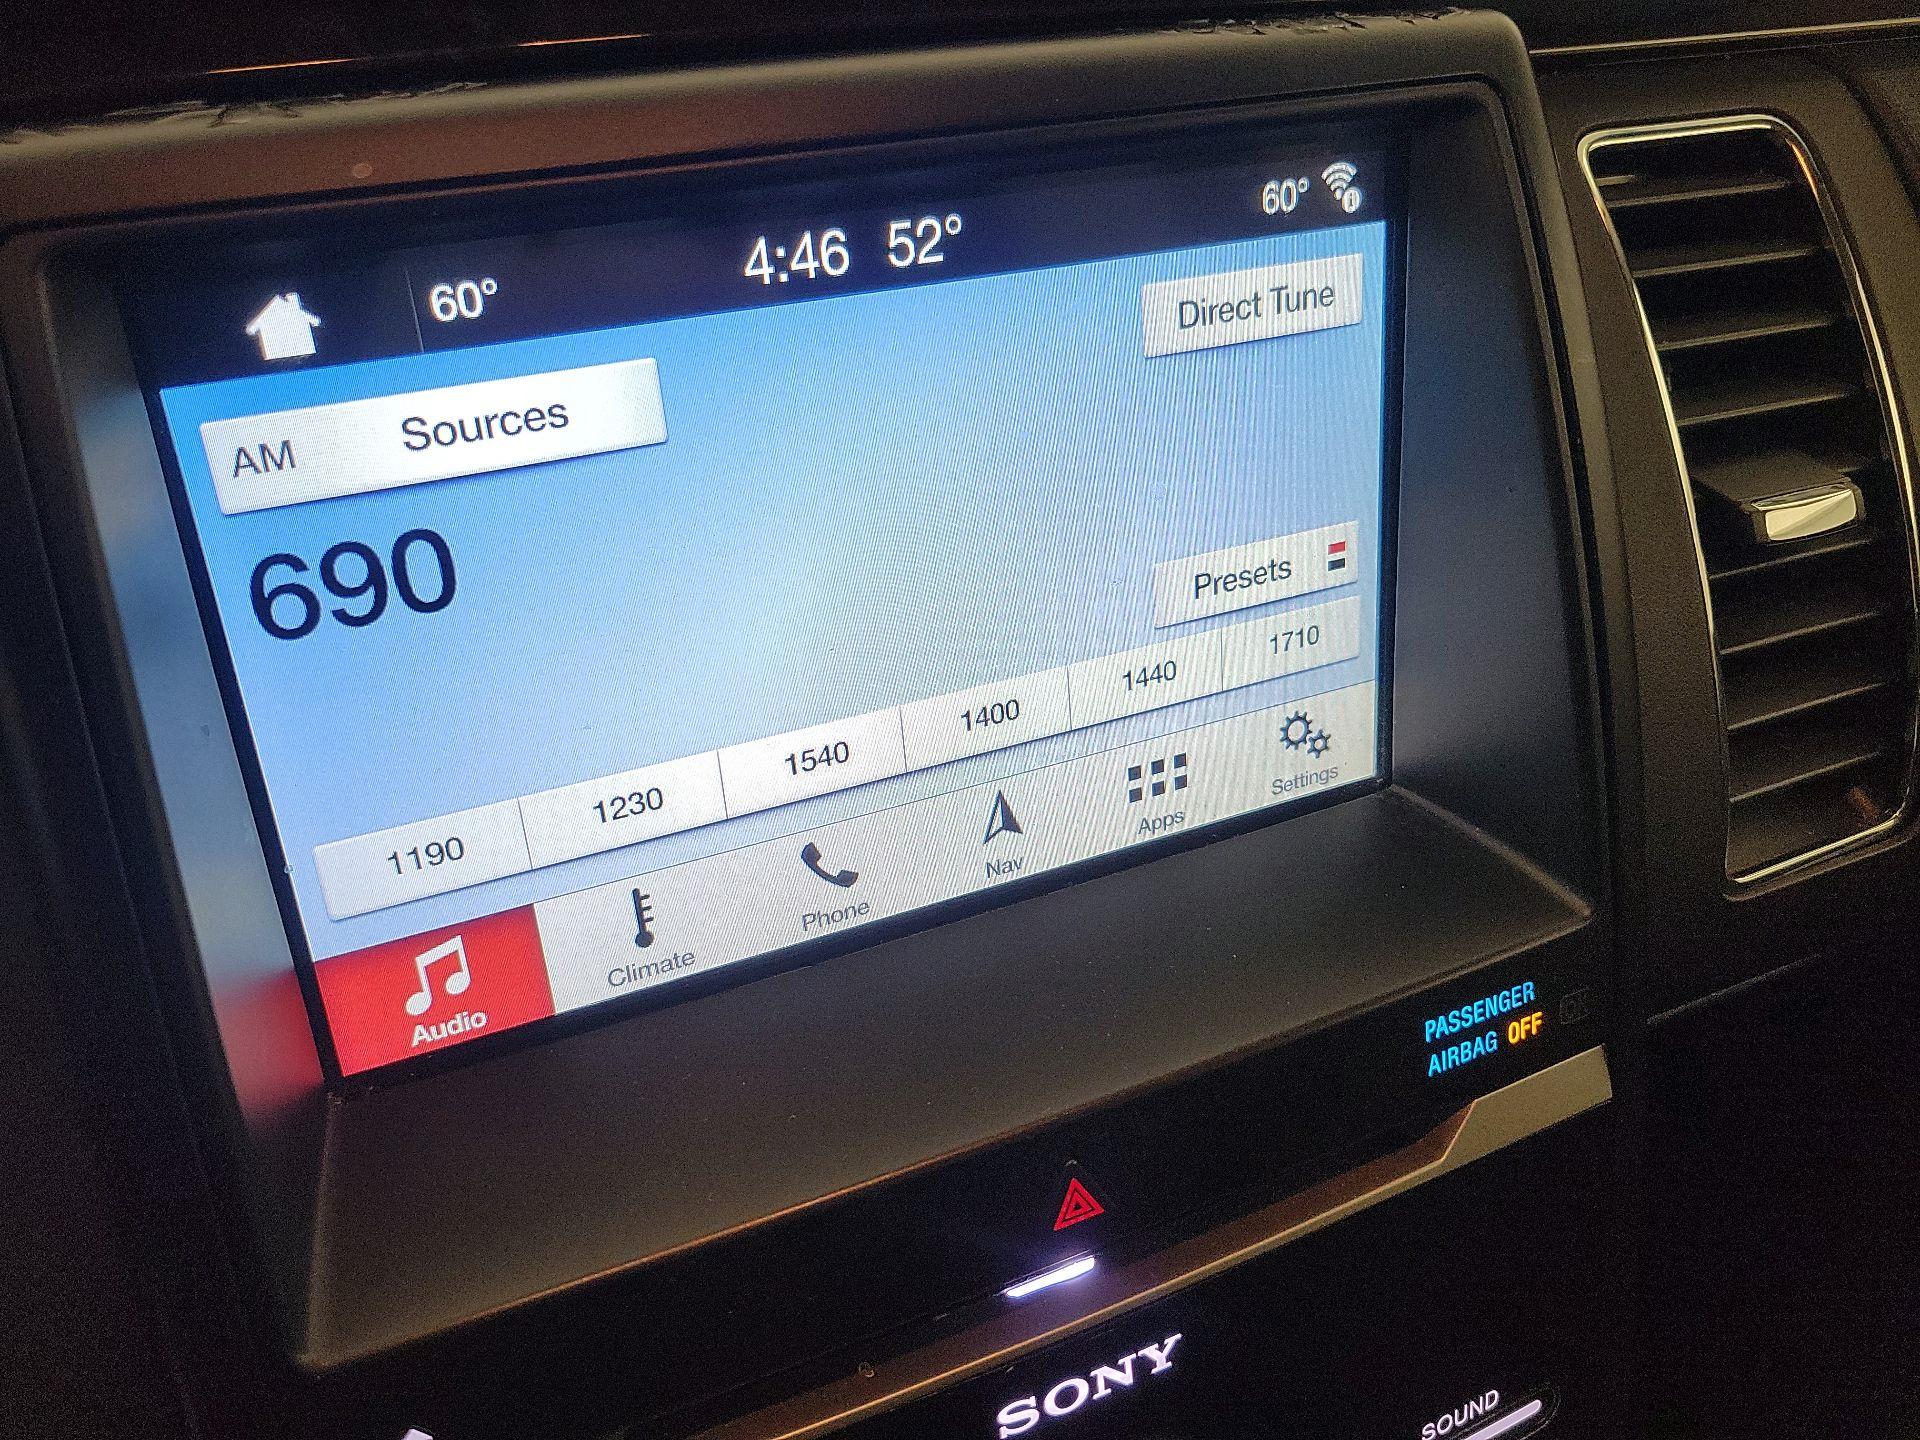 60° 4:46 52° 60°
AM Sources Direct Tune
690
Presets
1190 1230 1540 1400 1440 1710
Audio Climate Phone Nav Apps Settings
PASSENGER
AIRBAG OFF
SONY
SOUND